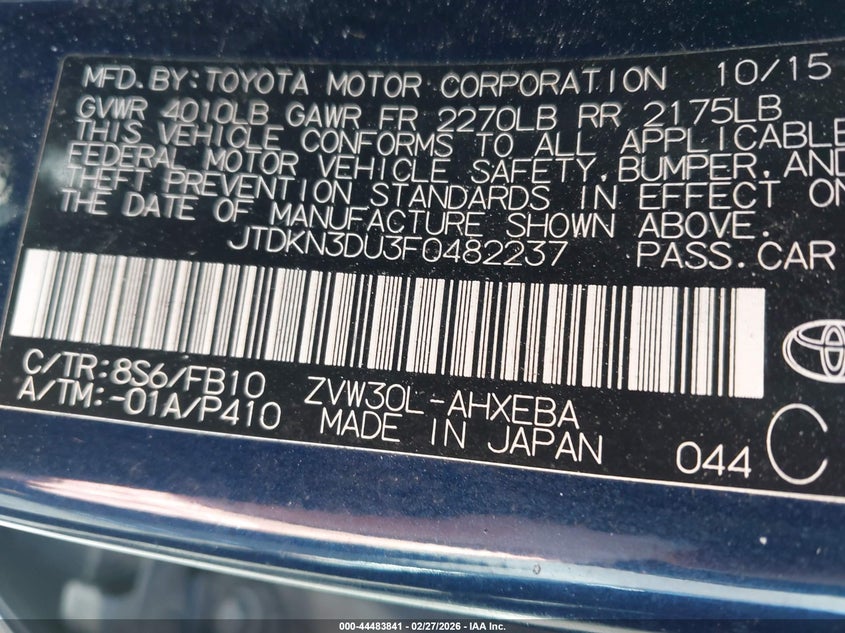 MFD.BY:TOYOTA MOTOR CORPORATION 10/15
GVWR 4010LB GAWR FR 2270LB RR 2175LB
THIS VEHICLE CONFORMS TO ALL APPLICABLE
FEDERAL MOTOR VEHICLE SAFETY,BUMPER,AND
THEFT PREVENTION STANDARDS IN EFFECT ON
THE DATE OF MANUFACTURE SHOWN ABOVE.
JTDKN3DU3F0482237 PASS.CAR
C/TR:8S6/FB10 ZVW30L-AHXEBA
A/TM:-01A/P410 MADE IN JAPAN 044 C
000-44483841 - 02/27/2026 - IAA Inc.